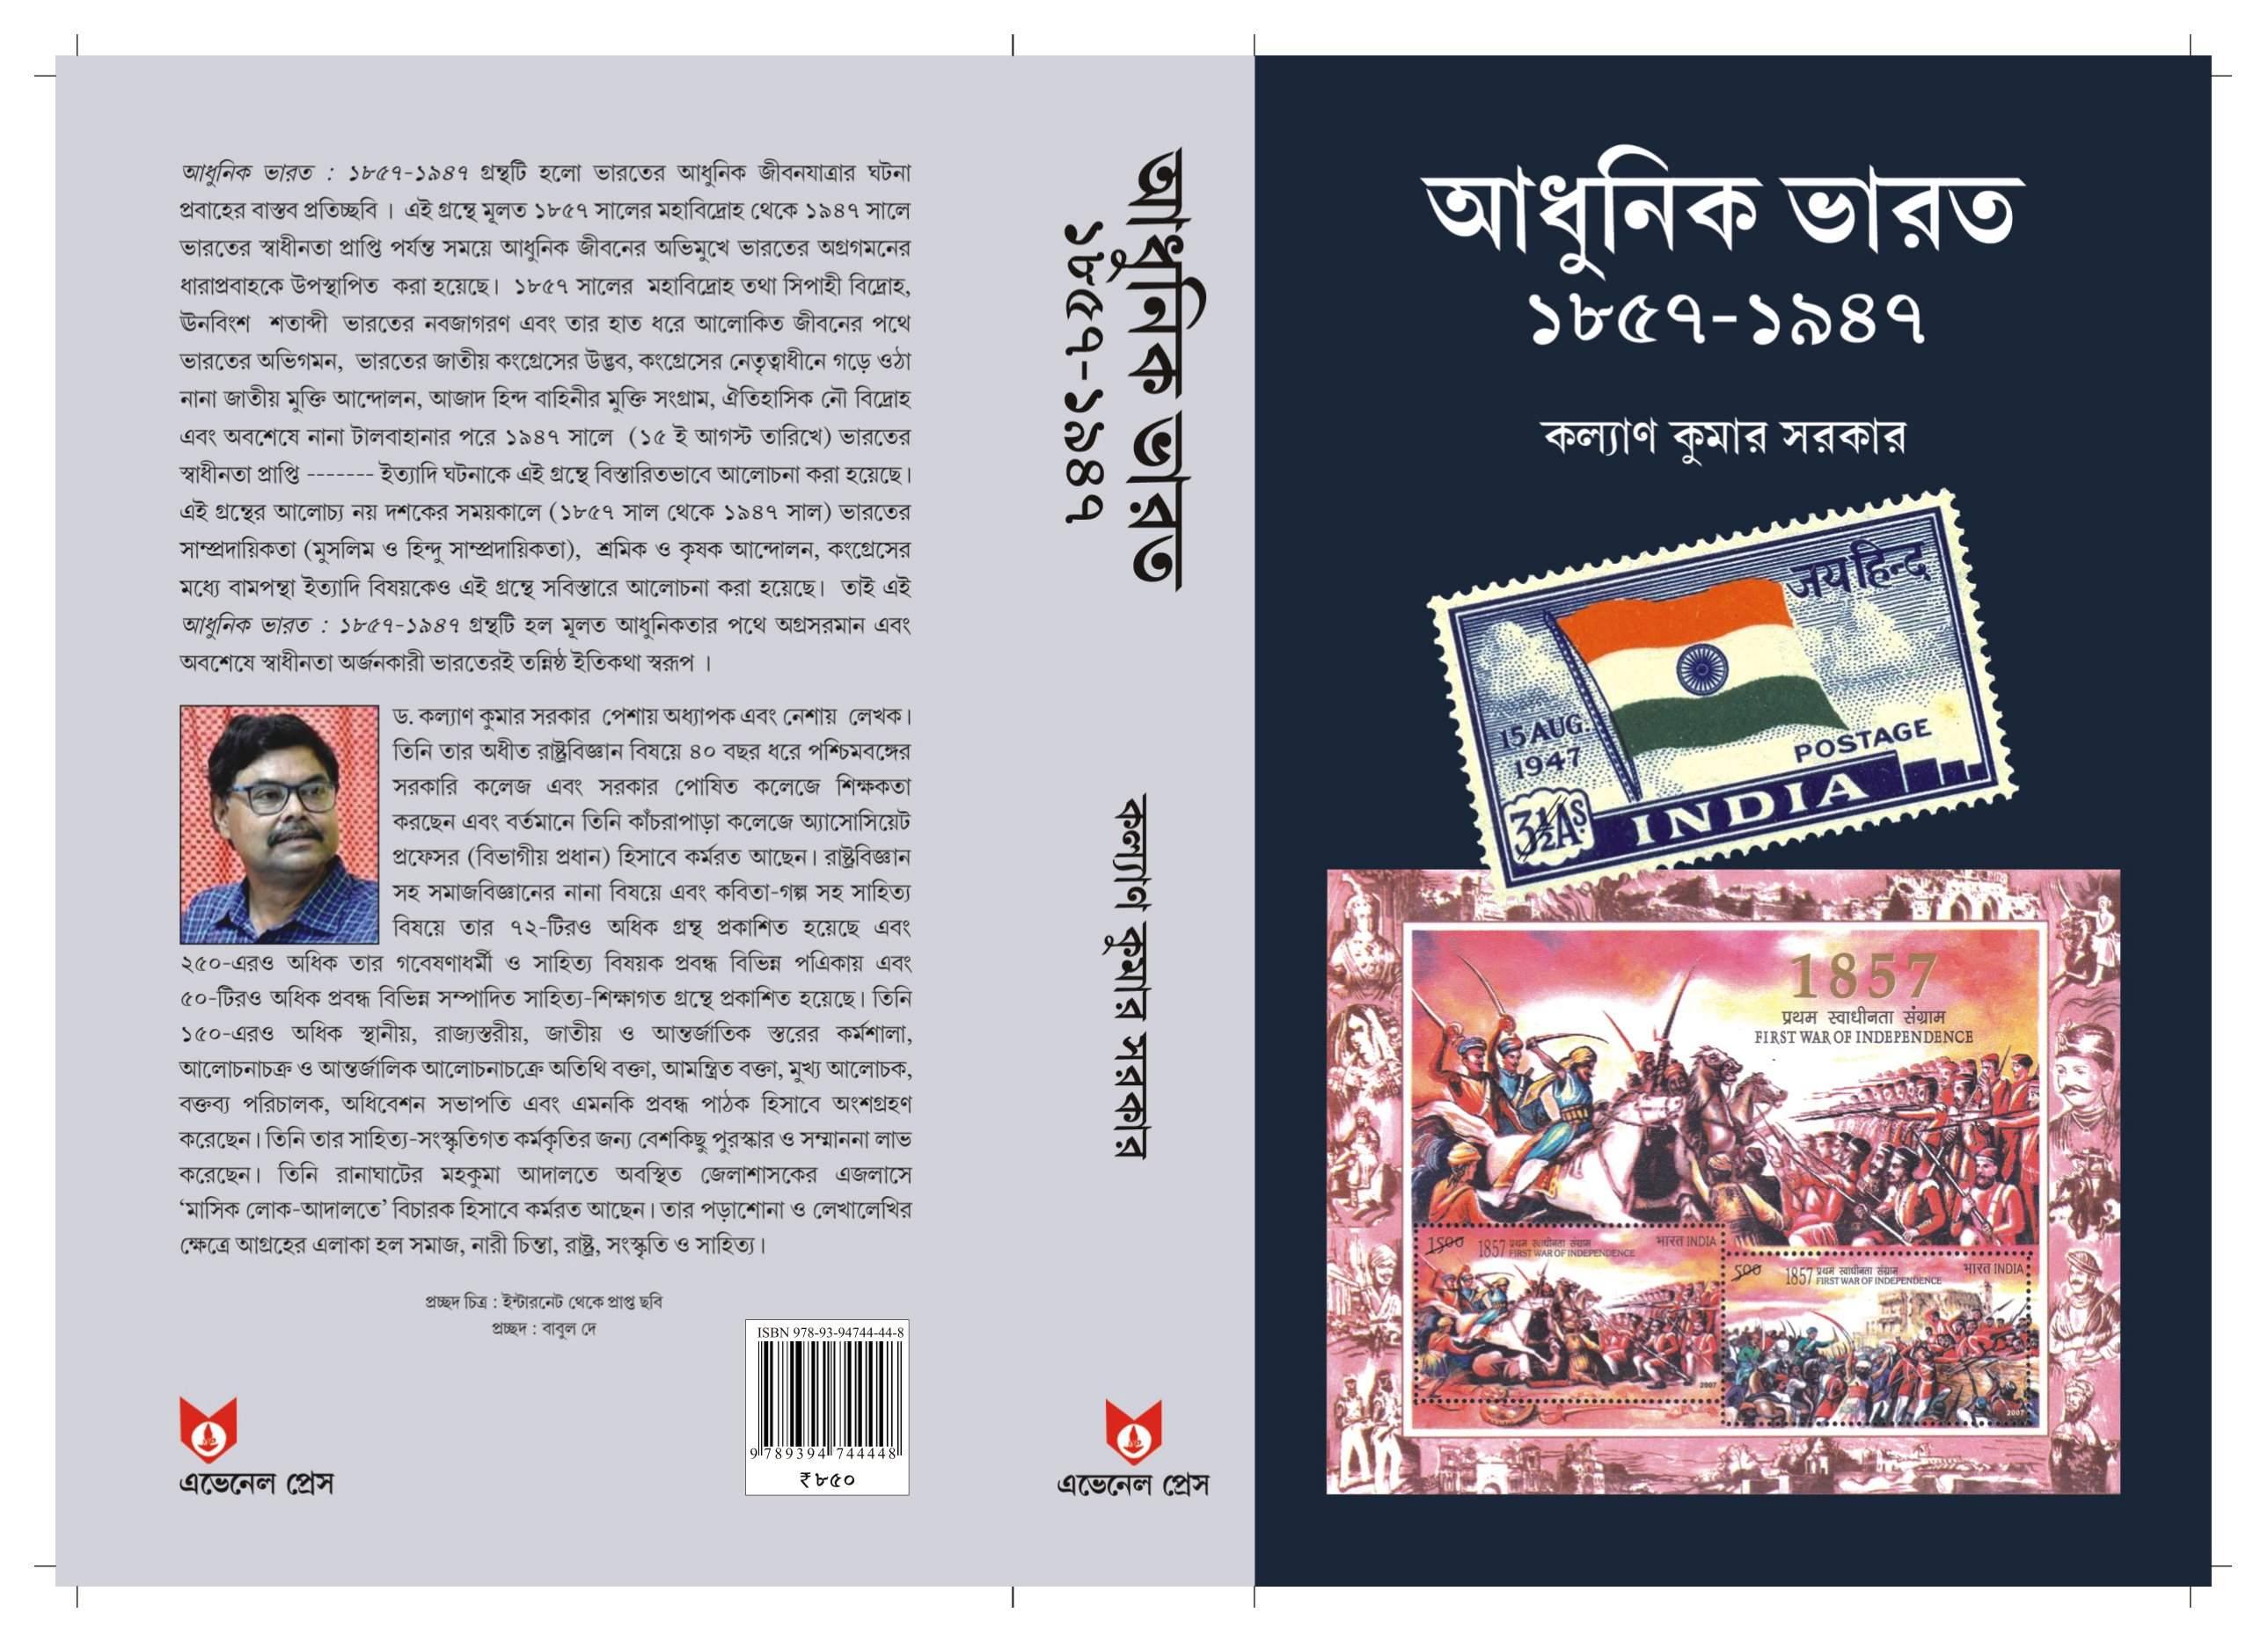 আধুনিক ভারত : ১৮৫৭-১৯৪৭ গ্রন্থটি হলো ভারতের আধুনিক জীবনযাত্রার ঘটনা
প্রবাহের বাস্তব প্রতিচ্ছবি । এই গ্রন্থে মূলত ১৮৫৭ সালের মহাবিদ্রোহ থেকে ১৯৪৭ সালে
ভারতের স্বাধীনতা প্রাপ্তি পর্যন্ত সময়ে আধুনিক জীবনের অভিমুখে ভারতের অগ্রগমনের
ধারাপ্রবাহকে উপস্থাপিত করা হয়েছে। ১৮৫৭ সালের মহাবিদ্রোহ তথা সিপাহী বিদ্রোহ,
ঊনবিংশ শতাব্দী ভারতের নবজাগরণ এবং তার হাত ধরে আলোকিত জীবনের পথে
ভারতের অভিগমন, ভারতের জাতীয় কংগ্রেসের উদ্ভব, কংগ্রেসের নেতৃত্বাধীনে গড়ে ওঠা
নানা জাতীয় মুক্তি আন্দোলন, আজাদ হিন্দ বাহিনীর মুক্তি সংগ্রাম, ঐতিহাসিক নৌ বিদ্রোহ
এবং অবশেষে নানা টালবাহানার পরে ১৯৪৭ সালে (১৫ ই আগস্ট তারিখে) ভারতের
স্বাধীনতা প্রাপ্তি ------- ইত্যাদি ঘটনাকে এই গ্রন্থে বিস্তারিতভাবে আলোচনা করা হয়েছে।
এই গ্রন্থের আলোচ্য নয় দশকের সময়কালে (১৮৫৭ সাল থেকে ১৯৪৭ সাল) ভারতের
সাম্প্রদায়িকতা (মুসলিম ও হিন্দু সাম্প্রদায়িকতা), শ্রমিক ও কৃষক আন্দোলন, কংগ্রেসের
মধ্যে বামপন্থা ইত্যাদি বিষয়কেও এই গ্রন্থে সবিস্তারে আলোচনা করা হয়েছে। তাই এই
আধুনিক ভারত : ১৮৫৭-১৯৪৭ গ্রন্থটি হল মূলত আধুনিকতার পথে অগ্রসরমান এবং
অবশেষে স্বাধীনতা অর্জনকারী ভারতেরই তন্নিষ্ঠ ইতিকথা স্বরূপ ।
ড. কল্যাণ কুমার সরকার পেশায় অধ্যাপক এবং নেশায় লেখক।
তিনি তার অধীত রাষ্ট্রবিজ্ঞান বিষয়ে ৪০ বছর ধরে পশ্চিমবঙ্গের
সরকারি কলেজ এবং সরকার পোষিত কলেজে শিক্ষকতা
করছেন এবং বর্তমানে তিনি কাঁচরাপাড়া কলেজে অ্যাসোসিয়েট
প্রফেসর (বিভাগীয় প্রধান) হিসাবে কর্মরত আছেন। রাষ্ট্রবিজ্ঞান
সহ সমাজবিজ্ঞানের নানা বিষয়ে এবং কবিতা-গল্প সহ সাহিত্য
বিষয়ে তার ৭২-টিরও অধিক গ্রন্থ প্রকাশিত হয়েছে এবং
২৫০-এরও অধিক তার গবেষণাধর্মী ও সাহিত্য বিষয়ক প্রবন্ধ বিভিন্ন পএিকায় এবং
৫০-টিরও অধিক প্রবন্ধ বিভিন্ন সম্পাদিত সাহিত্য-শিক্ষাগত গ্রন্থে প্রকাশিত হয়েছে। তিনি
১৫০-এরও অধিক স্থানীয়, রাজ্যস্তরীয়, জাতীয় ও আন্তর্জাতিক স্তরের কর্মশালা,
আলোচনাচক্র ও আন্তর্জালিক আলোচনাচক্রে অতিথি বক্তা, আমন্ত্রিত বক্তা, মুখ্য আলোচক,
বক্তব্য পরিচালক, অধিবেশন সভাপতি এবং এমনকি প্রবন্ধ পাঠক হিসাবে অংশগ্রহণ
করেছেন। তিনি তার সাহিত্য-সংস্কৃতিগত কর্মকৃতির জন্য বেশকিছু পুরস্কার ও সম্মাননা লাভ
করেছেন। তিনি রানাঘাটের মহকুমা আদালতে অবস্থিত জেলাশাসকের এজলাসে
‘মাসিক লোক-আদালতে’ বিচারক হিসাবে কর্মরত আছেন। তার পড়াশোনা ও লেখালেখির
ক্ষেত্রে আগ্রহের এলাকা হল সমাজ, নারী চিন্তা, রাষ্ট্র, সংস্কৃতি ও সাহিত্য।
প্রচ্ছদ চিত্র : ইন্টারনেট থেকে প্রাপ্ত ছবি
প্রচ্ছদ : বাবুল দে
ISBN 978-93-94744-44-8
9 789394 744448
₹ ৮৫০
এভেনেল প্রেস
আধুনিক ভারত
১৮৫৭-১৯৪৭
কল্যাণ কুমার সরকার
এভেনেল প্রেস
আধুনিক ভারত
১৮৫৭-১৯৪৭
কল্যাণ কুমার সরকার
जय हिन्द
15 AUG.
1947
POSTAGE
3½As.
INDIA
1857
प्रथम स्वाधीनता संग्राम
FIRST WAR OF INDEPENDENCE
1500 1857 प्रथम स्वाधीनता संग्राम FIRST WAR OF INDEPENDENCE भारत INDIA
2007
500 1857 प्रथम स्वाधीनता संग्राम FIRST WAR OF INDEPENDENCE भारत INDIA
2007